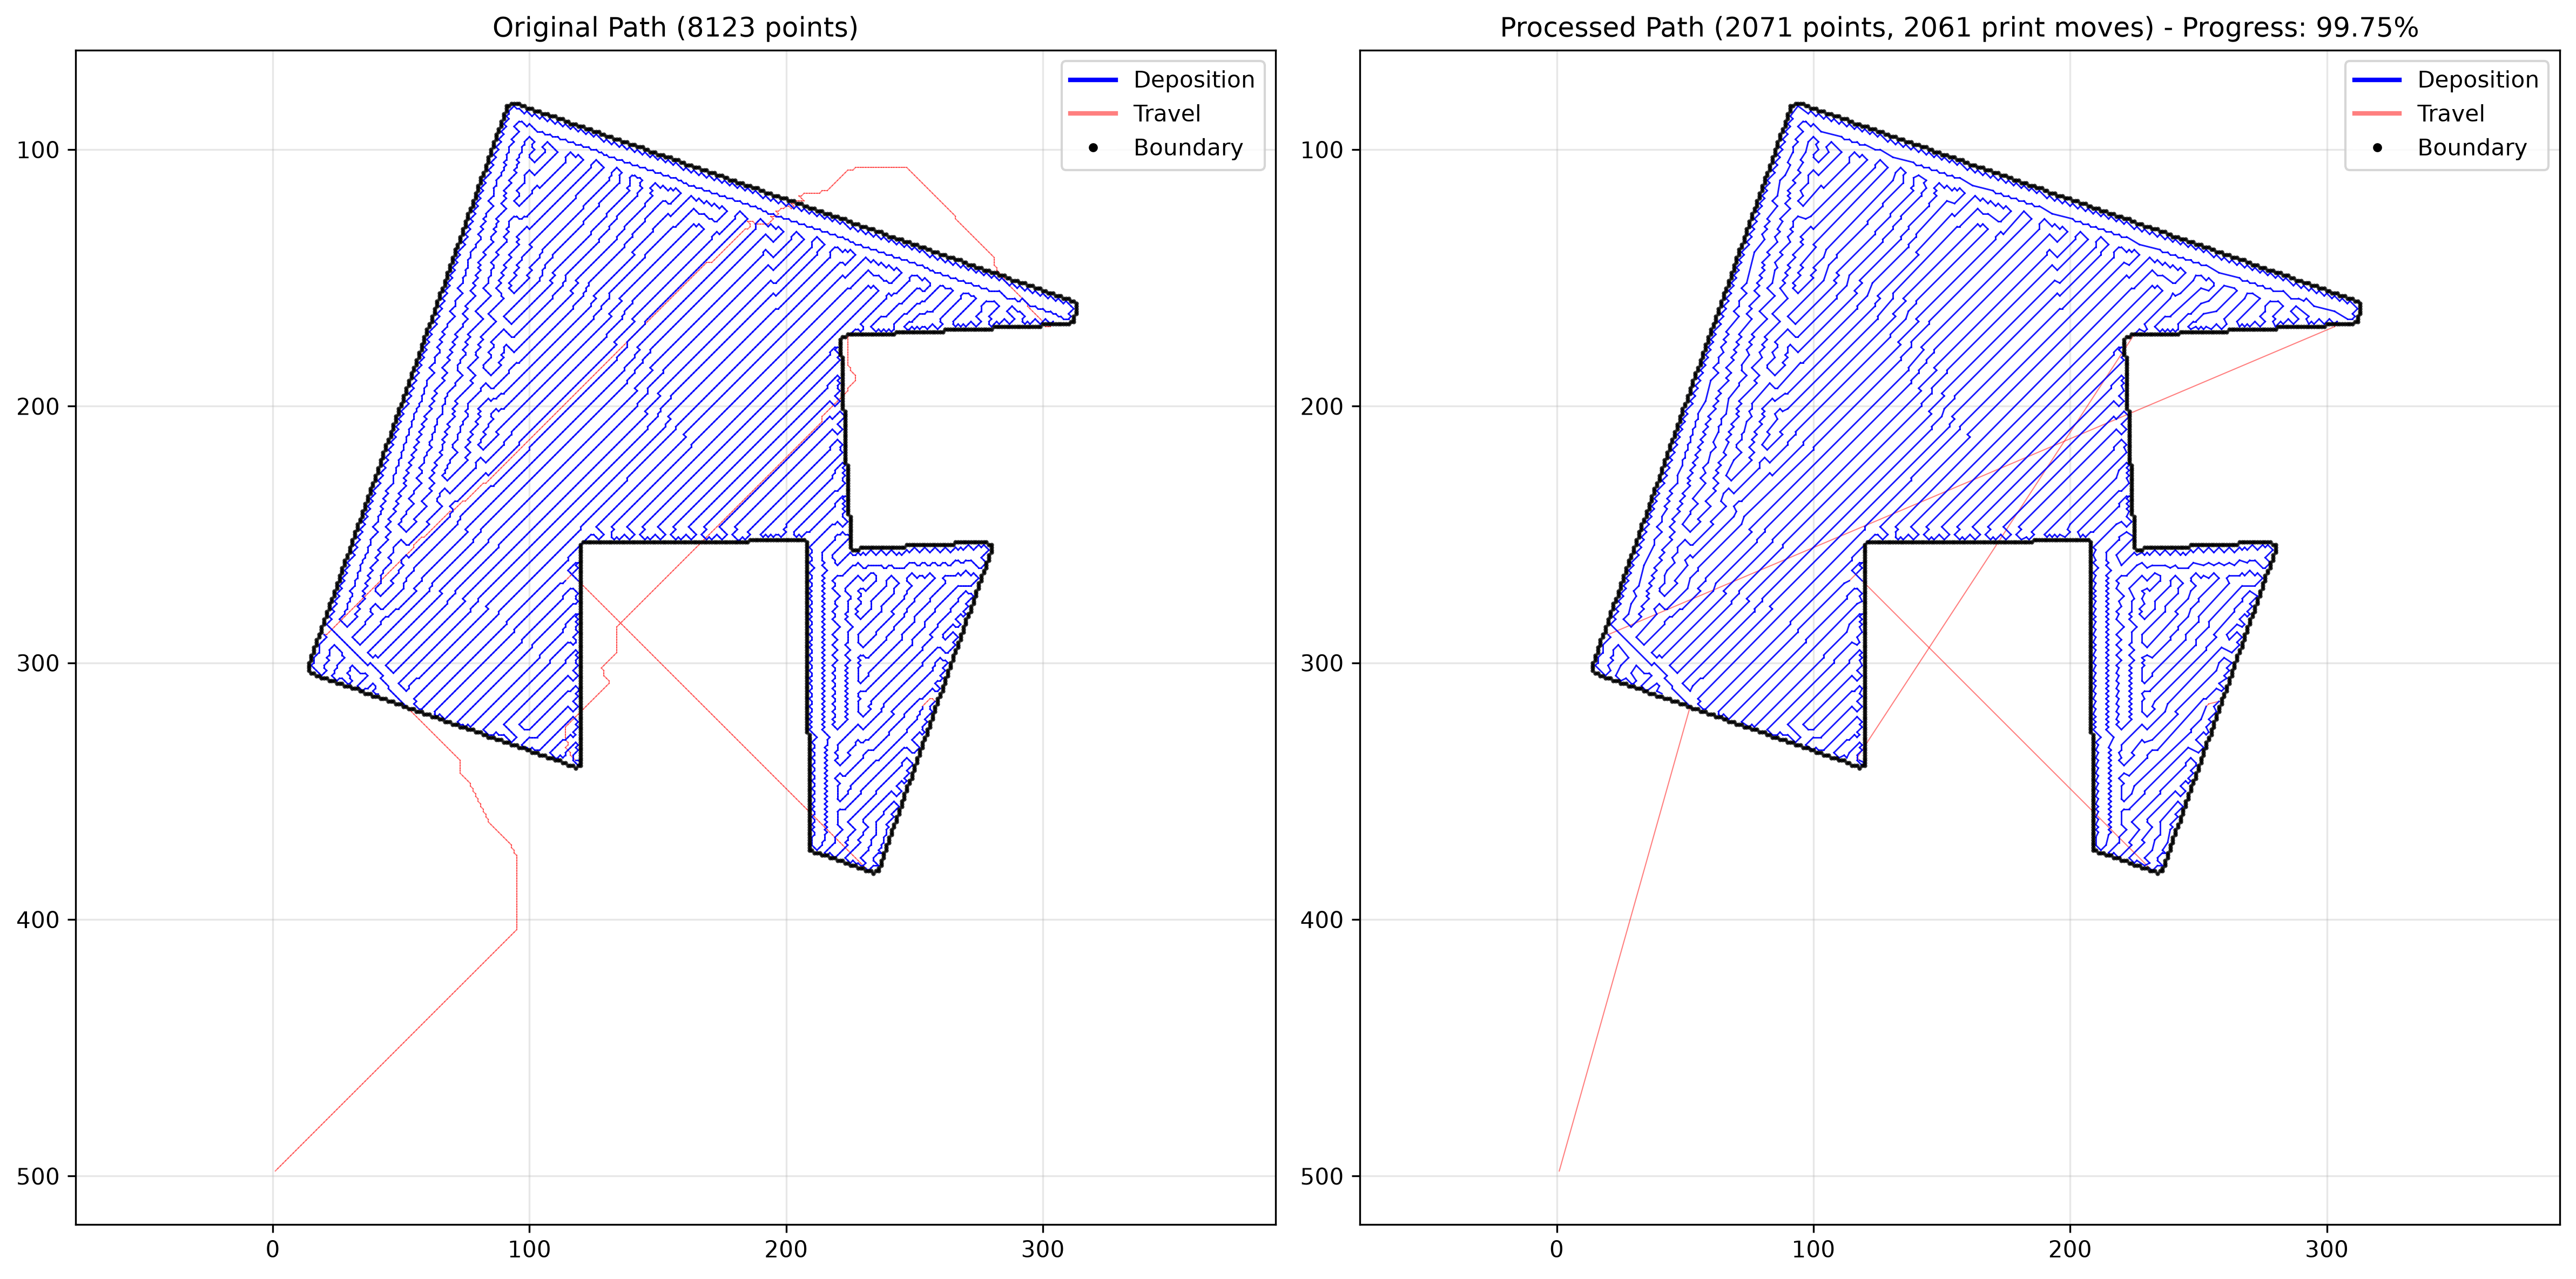 Original Path (8123 points)
Deposition
Travel
Boundary
100
200
300
400
500
0
100
200
300
Processed Path (2071 points, 2061 print moves) - Progress: 99.75%
Deposition
Travel
Boundary
100
200
300
400
500
0
100
200
300